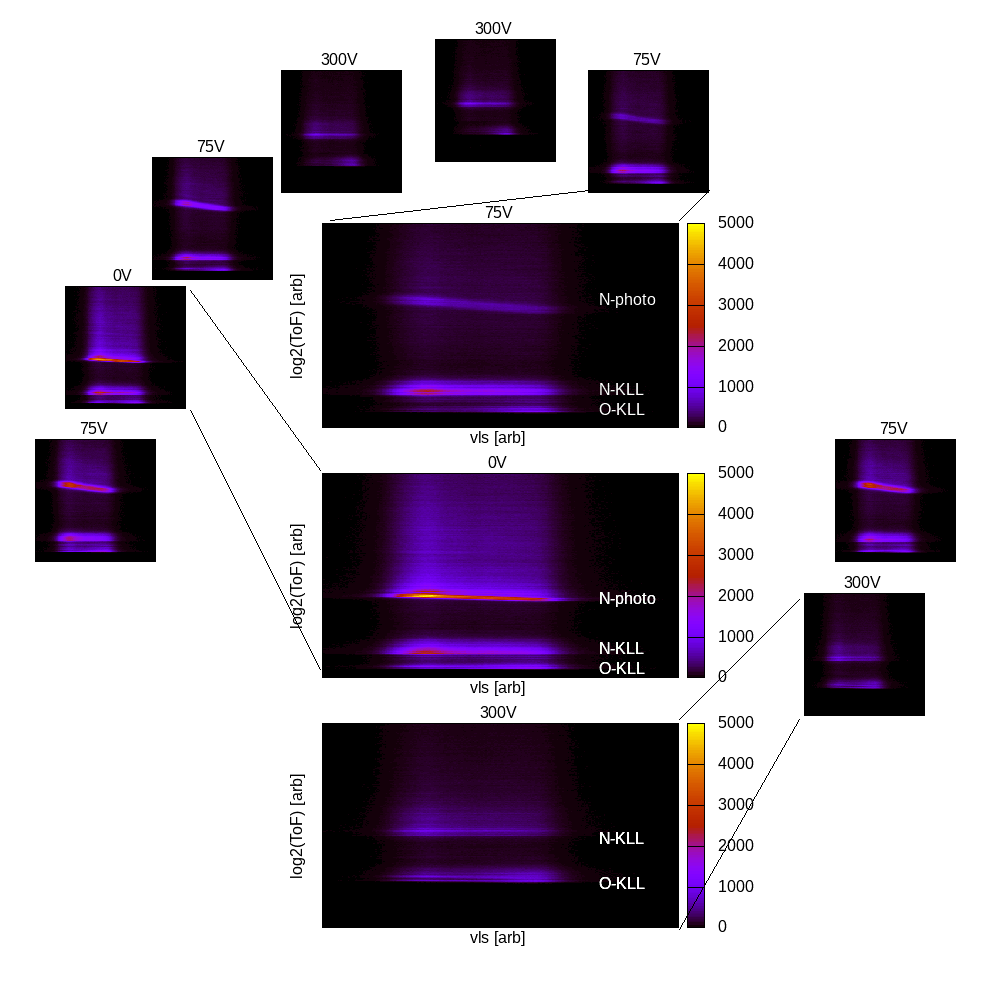 300V
300V
75V
75V
0V
75V
75V
300V
75V
log2(ToF) [arb]
N-photo
N-KLL
O-KLL
vls [arb]
5000
4000
3000
2000
1000
0
0V
log2(ToF) [arb]
N-photo
N-KLL
O-KLL
vls [arb]
5000
4000
3000
2000
1000
0
300V
log2(ToF) [arb]
N-KLL
O-KLL
vls [arb]
5000
4000
3000
2000
1000
0